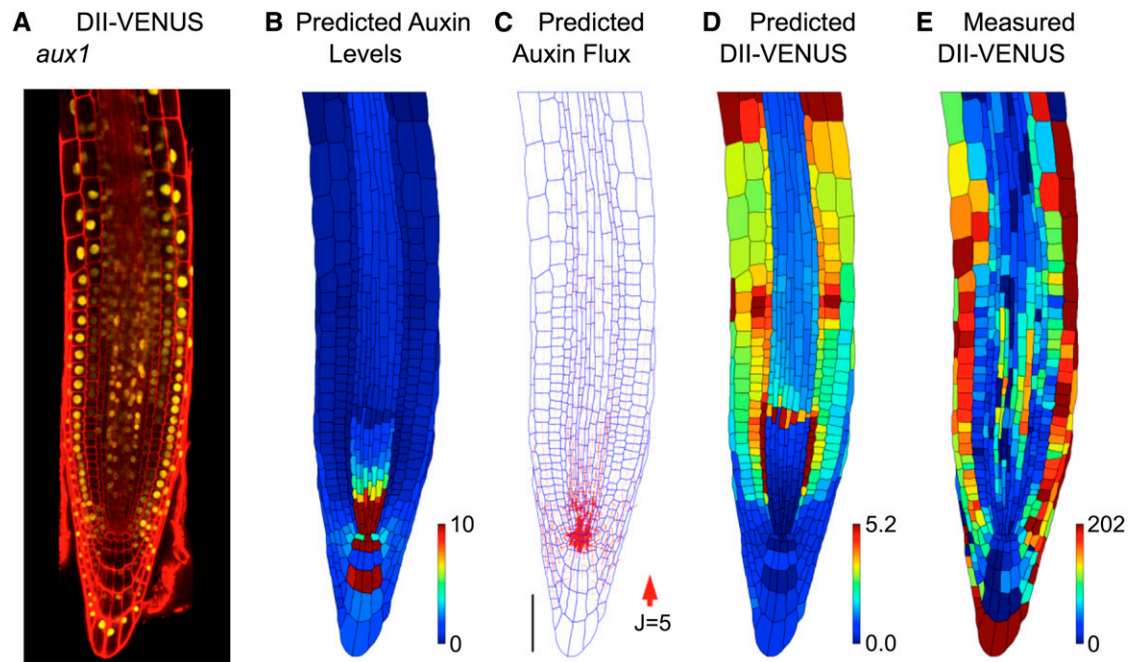 A DII-VENUS
aux1
B Predicted Auxin
Levels
C Predicted
Auxin Flux
D Predicted
DII-VENUS
E Measured
DII-VENUS
10
0
J=5
5.2
0.0
202
0